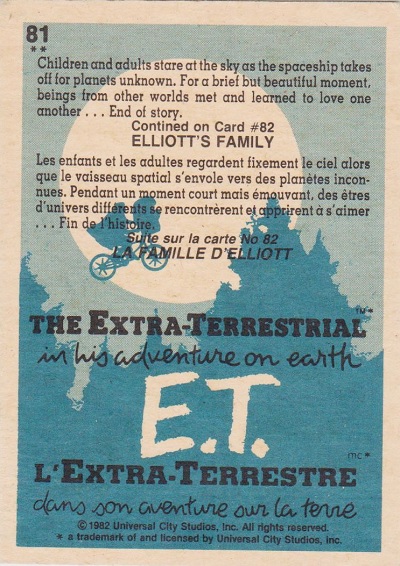 81
**
Children and adults stare at the sky as the spaceship takes
off for planets unknown. For a brief but beautiful moment,
beings from other worlds met and learned to love one
another . . . End of story.
Contined on Card #82
ELLIOTT'S FAMILY
Les enfants et les adultes regardent fixement le ciel alors
que le vaisseau spatial s'envole vers des planètes incon-
nues. Pendant un moment court mais émouvant, des êtres
d'univers différents se rencontrèrent et apprirent à s'aimer
. . . Fin de l'histoire.
Suite sur la carte No 82
LA FAMILLE D'ELLIOTT
THE EXTRA-TERRESTRIAL TM*
in his adventure on earth
E.T.
mc*
L'EXTRA-TERRESTRE
dans son aventure sur la terre
©1982 Universal City Studios, Inc. All rights reserved.
* a trademark of and licensed by Universal City Studios, Inc.